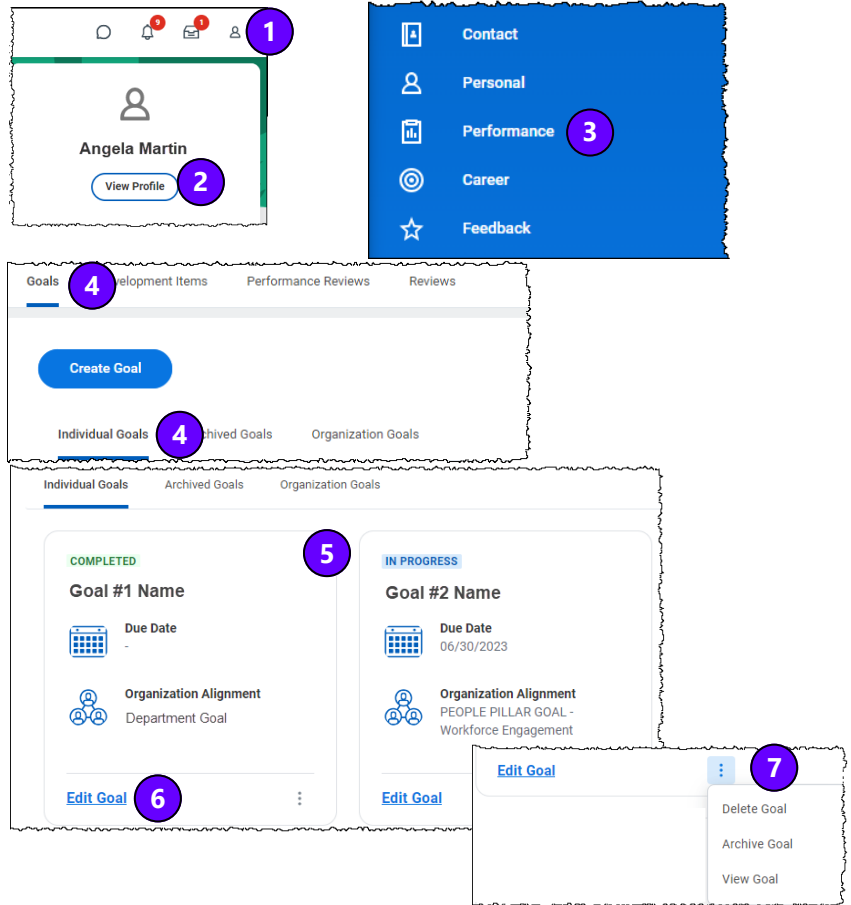 9
1
1
Angela Martin
View Profile
2
Contact
Personal
Performance
3
Career
Feedback
Goals
4
velopment Items
Performance Reviews
Reviews
Create Goal
Individual Goals
4
chived Goals
Organization Goals
Individual Goals
Archived Goals
Organization Goals
5
COMPLETED
Goal #1 Name
Due Date
-
Organization Alignment
Department Goal
Edit Goal
6
IN PROGRESS
Goal #2 Name
Due Date
06/30/2023
Organization Alignment
PEOPLE PILLAR GOAL -
Workforce Engagement
Edit Goal
Edit Goal
7
Delete Goal
Archive Goal
View Goal